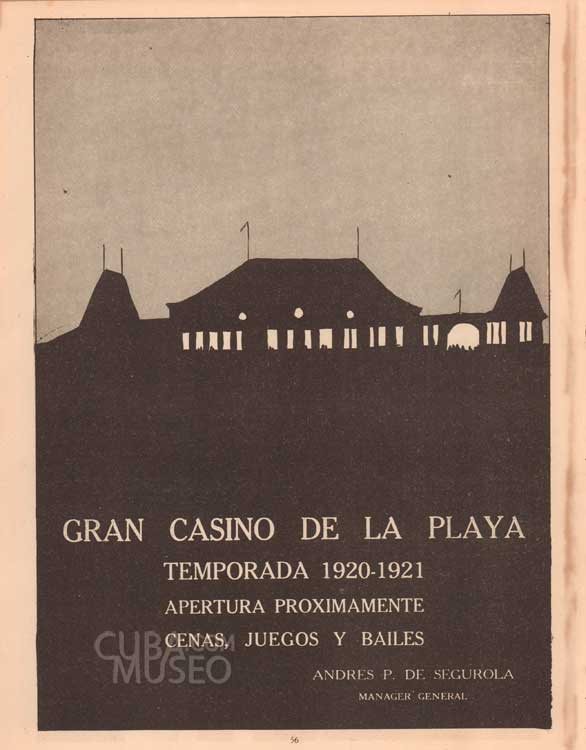 GRAN CASINO DE LA PLAYA
TEMPORADA 1920-1921
APERTURA PROXIMAMENTE
CENAS, JUEGOS Y BAILES
CUBA.COM
MUSEO
ANDRES P. DE SEGUROLA
MANAGER GENERAL
56